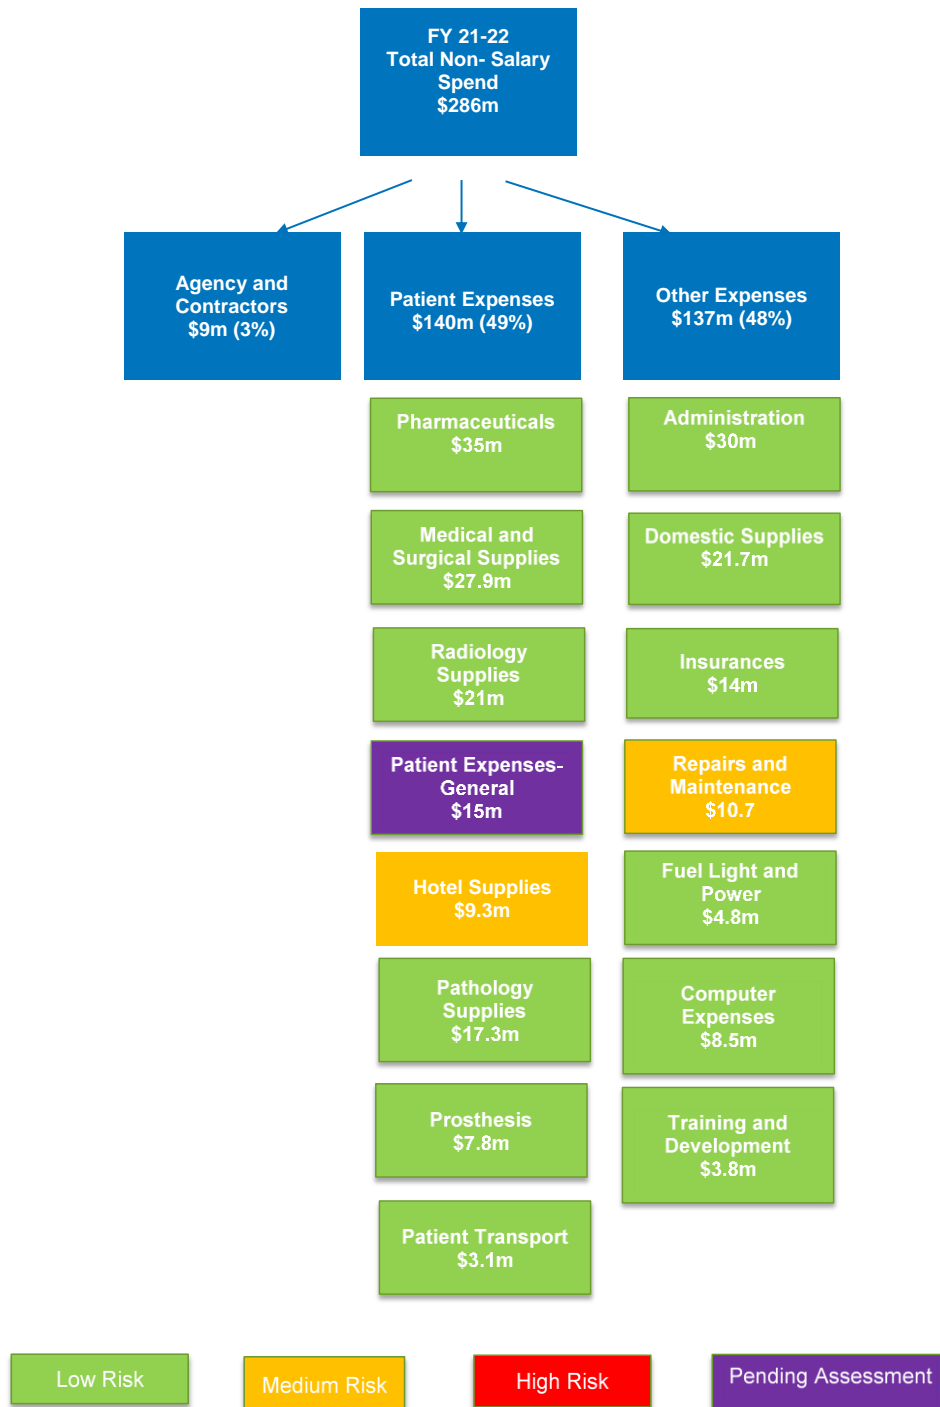 FY 21-22
Total Non- Salary
Spend
$286m
Agency and
Contractors
$9m (3%)
Patient Expenses
$140m (49%)
Other Expenses
$137m (48%)
Pharmaceuticals
$35m
Administration
$30m
Medical and
Surgical Supplies
$27.9m
Domestic Supplies
$21.7m
Radiology
Supplies
$21m
Insurances
$14m
Patient Expenses-
General
$15m
Repairs and
Maintenance
$10.7
Hotel Supplies
$9.3m
Fuel Light and
Power
$4.8m
Pathology
Supplies
$17.3m
Computer
Expenses
$8.5m
Prosthesis
$7.8m
Training and
Development
$3.8m
Patient Transport
$3.1m
Low Risk
Medium Risk
High Risk
Pending Assessment